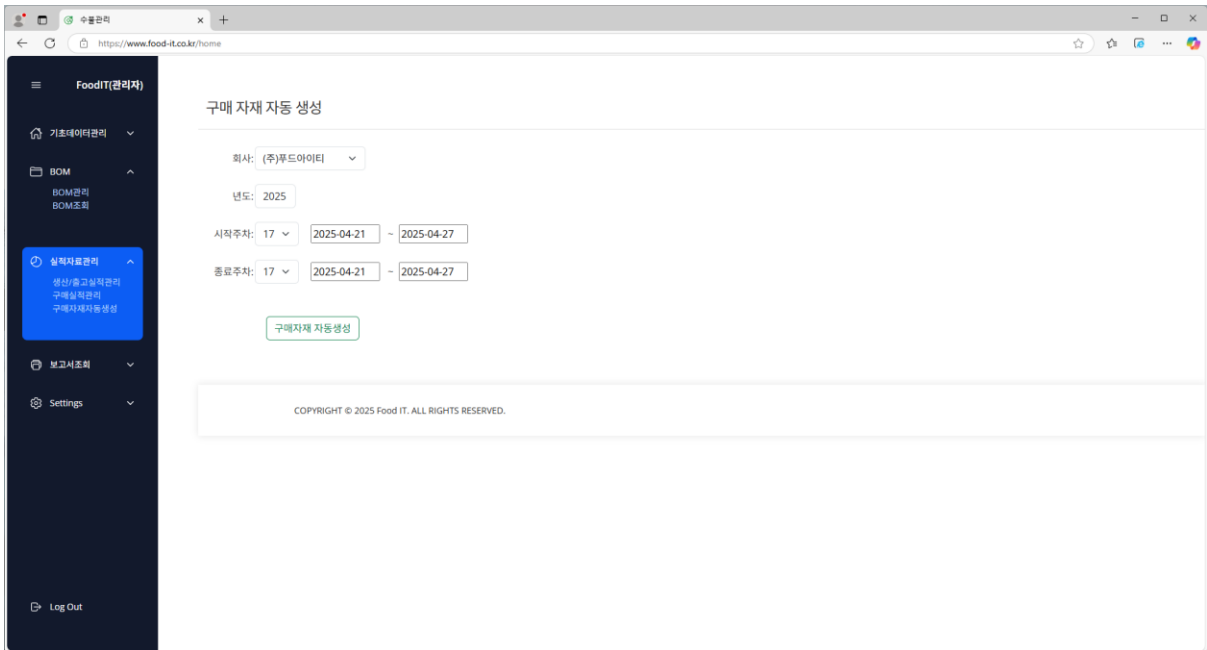 수불관리
https://www.food-it.co.kr/home
FoodIT(관리자)
기초데이터관리
BOM
BOM관리
BOM조회
실적자료관리
생산/출고실적관리
구매실적관리
구매자재자동생성
보고서조회
Settings
Log Out
구매 자재 자동 생성
회사: (주)푸드아이티
년도: 2025
시작주차: 17 2025-04-21 ~ 2025-04-27
종료주차: 17 2025-04-21 ~ 2025-04-27
구매자재 자동생성
COPYRIGHT © 2025 Food IT. ALL RIGHTS RESERVED.